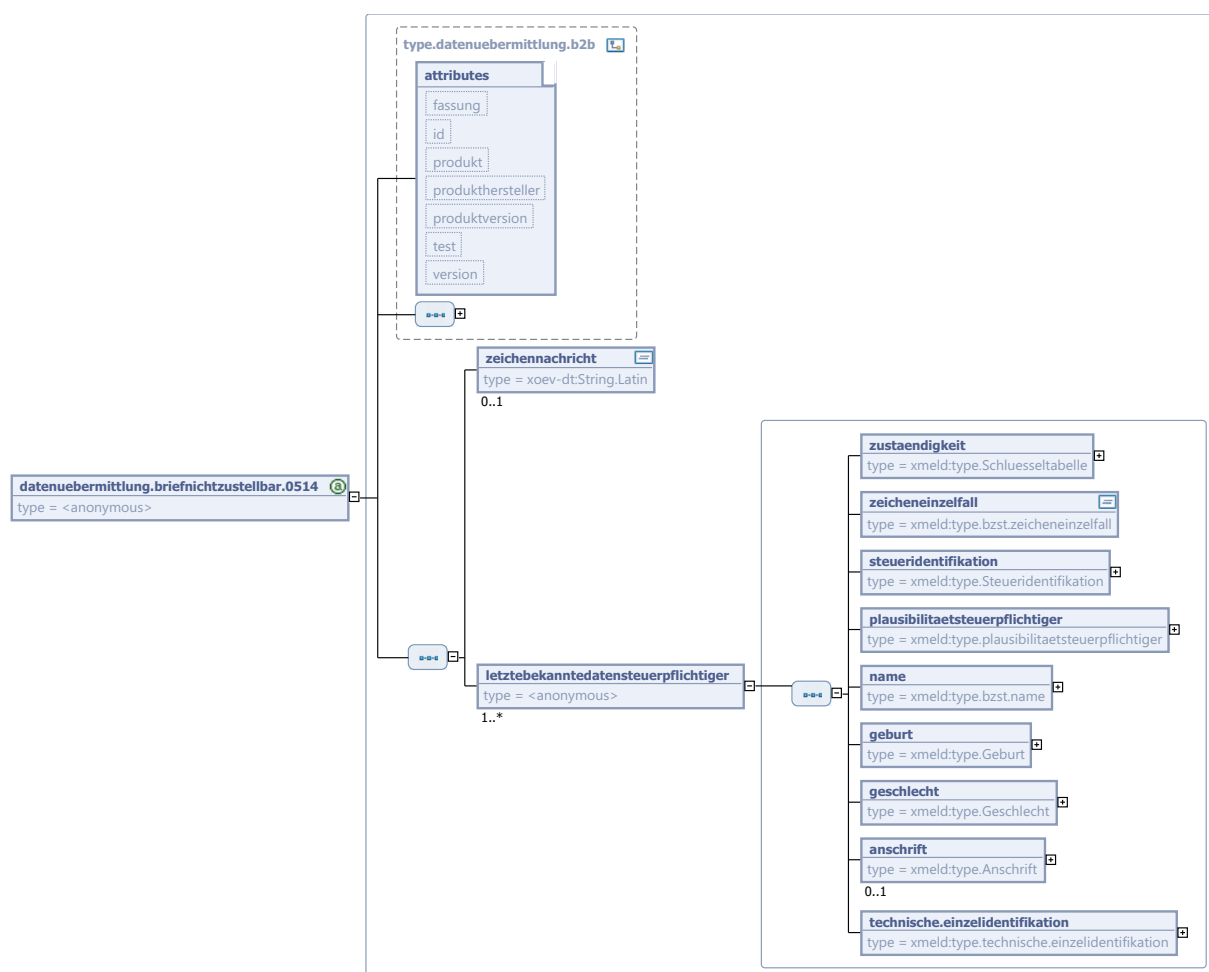 type.datenuebermittlung.b2b
attributes
fassung
id
produkt
produkthersteller
produktversion
test
version
zeichennachricht
type = xoev-dt:String.Latin
0..1
datenuebermittlung.briefnichtzustellbar.0514
type = <anonymous>
letztebekanntedatensteuerpflichtiger
type = <anonymous>
1..*
zustaendigkeit
type = xmeld:type.Schluesseltabelle
zeicheneinzelfall
type = xmeld:type.bzst.zeicheneinzelfall
steueridentifikation
type = xmeld:type.Steueridentifikation
plausibilitaetsteuerpflichtiger
type = xmeld:type.plausibilitaetsteuerpflichtiger
name
type = xmeld:type.bzst.name
geburt
type = xmeld:type.Geburt
geschlecht
type = xmeld:type.Geschlecht
anschrift
type = xmeld:type.Anschrift
0..1
technische.einzelidentifikation
type = xmeld:type.technische.einzelidentifikation